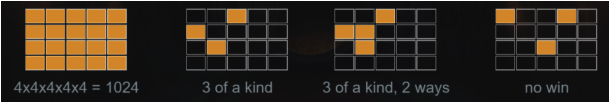 4x4x4x4x4 = 1024
3 of a kind
3 of a kind, 2 ways
no win